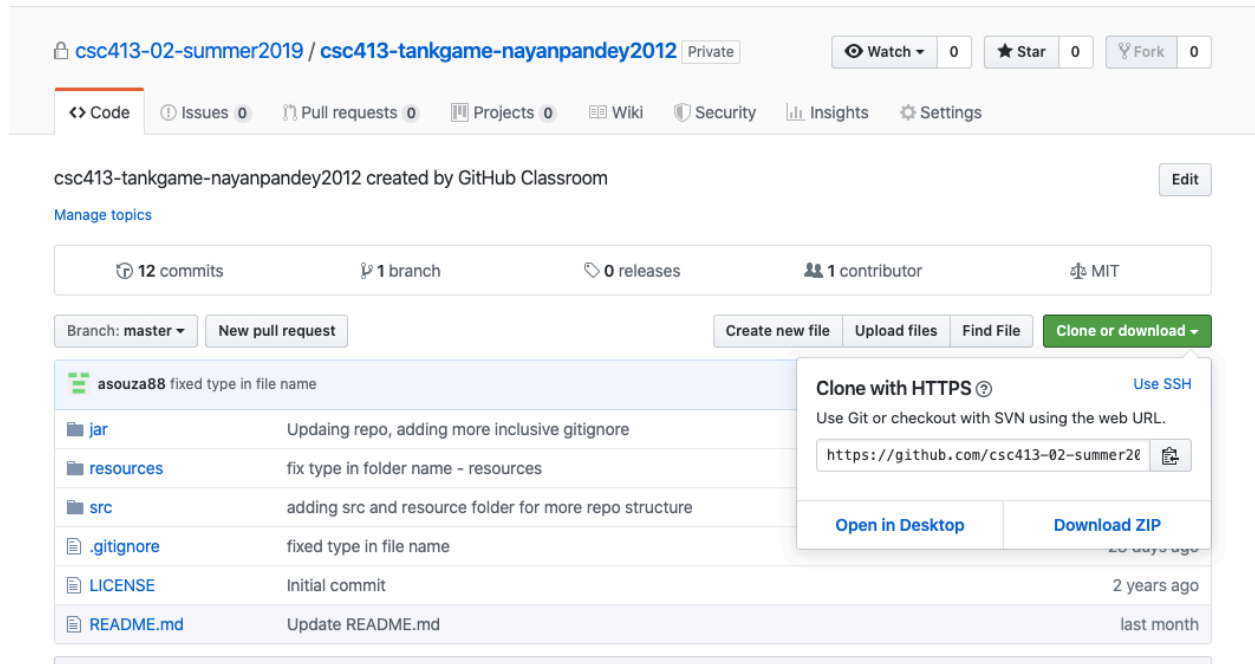 csc413-02-summer2019 / csc413-tankgame-nayanpandey2012 Private Watch 0 Star 0 Fork 0
Code Issues 0 Pull requests 0 Projects 0 Wiki Security Insights Settings
csc413-tankgame-nayanpandey2012 created by GitHub Classroom Edit
Manage topics
12 commits 1 branch 0 releases 1 contributor MIT
Branch: master New pull request Create new file Upload files Find File Clone or download
asouza88 fixed type in file name
Clone with HTTPS Use SSH
Use Git or checkout with SVN using the web URL.
https://github.com/csc413-02-summer20
Open in Desktop Download ZIP
jar Updaing repo, adding more inclusive gitignore
resources fix type in folder name - resources
src adding src and resource folder for more repo structure
.gitignore fixed type in file name days ago
LICENSE Initial commit 2 years ago
README.md Update README.md last month